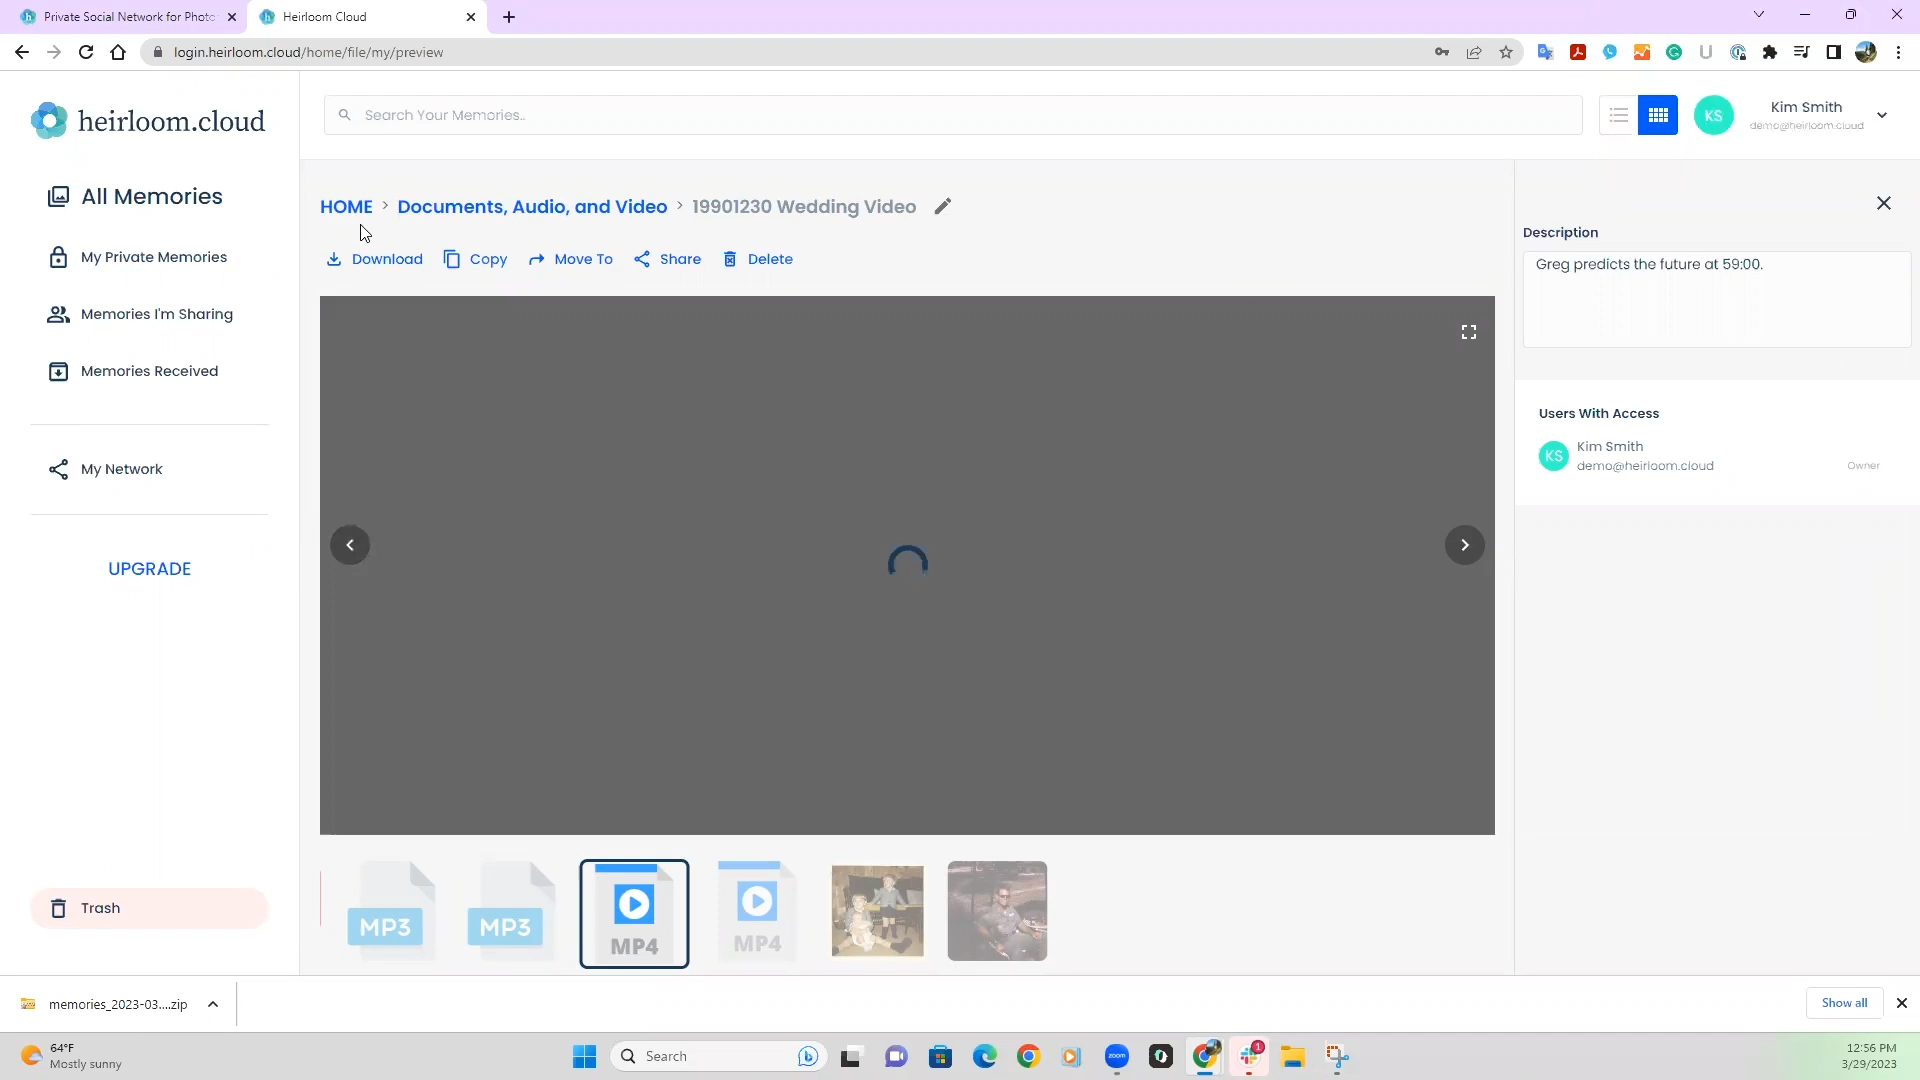 Private Social Network for Photo
Heirloom Cloud
login.heirloom.cloud/home/file/my/preview
heirloom.cloud
Search Your Memories..
KS
Kim Smith
demo@heirloom.cloud
All Memories
My Private Memories
Memories I'm Sharing
Memories Received
My Network
UPGRADE
Trash
HOME > Documents, Audio, and Video > 19901230 Wedding Video
Download
Copy
Move To
Share
Delete
Description
Greg predicts the future at 59:00.
Users With Access
KS
Kim Smith
demo@heirloom.cloud
Owner
MP3
MP3
MP4
MP4
memories_2023-03....zip
Show all
64°F
Mostly sunny
Search
zoom
1
12:56 PM
3/29/2023